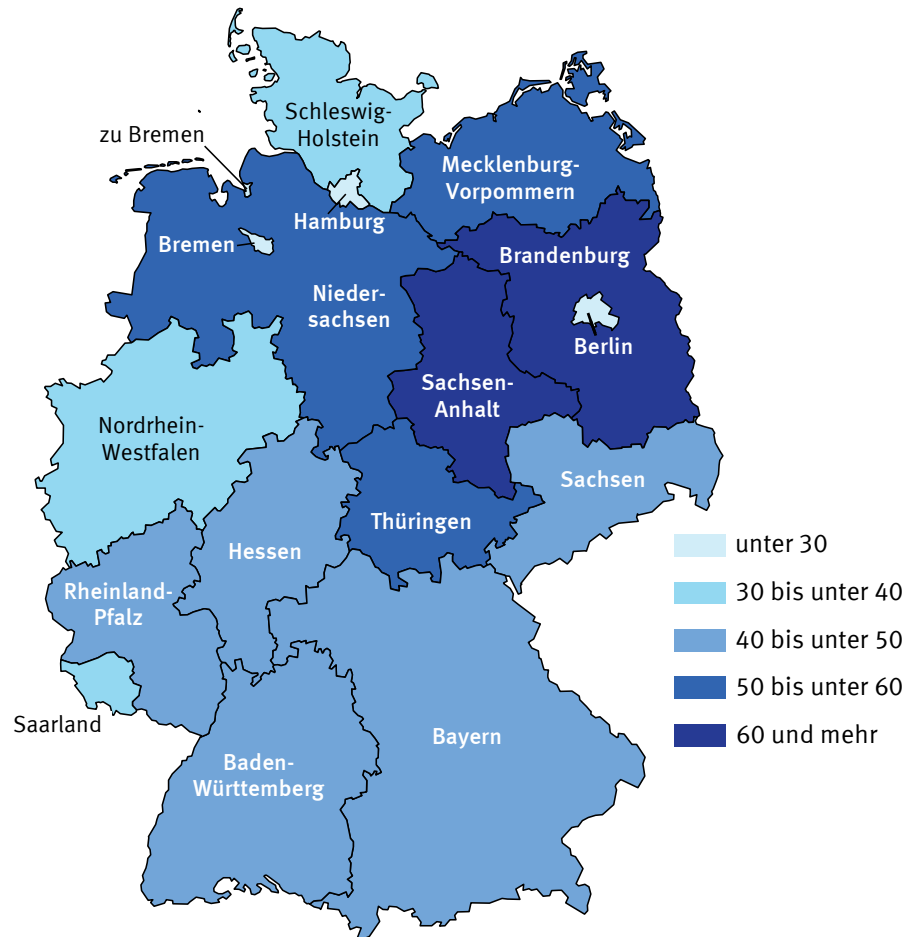 Schleswig-
Holstein
zu Bremen
Mecklenburg-
Vorpommern
Hamburg
Bremen
Brandenburg
Nieder-
sachsen
Berlin
Sachsen-
Anhalt
Nordrhein-
Westfalen
Sachsen
Thüringen
Hessen
Rheinland-
Pfalz
Saarland
Bayern
Baden-
Württemberg
unter 30
30 bis unter 40
40 bis unter 50
50 bis unter 60
60 und mehr